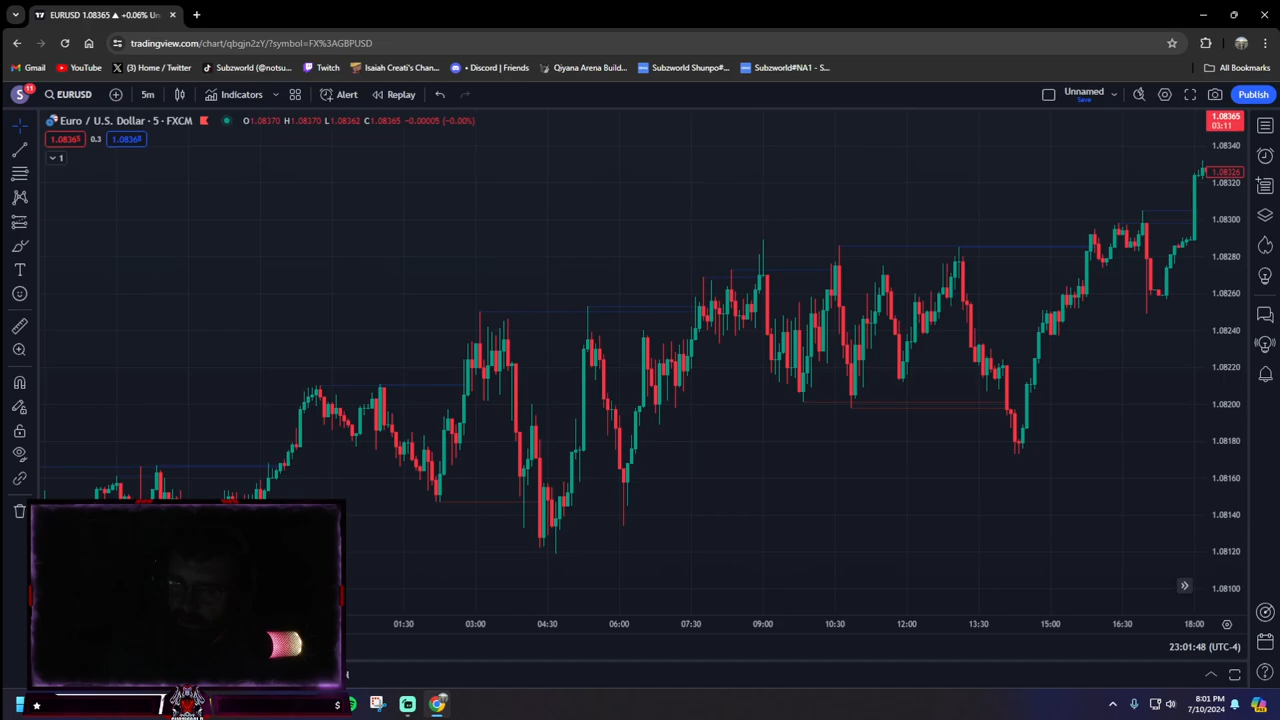 EURUSD 1.08365 ▲ +0.06% Un
tradingview.com/chart/qbgjn2zY/?symbol=FX%3AGBPUSD
Gmail YouTube (3) Home / Twitter Subzworld (@notsu... Twitch Isaiah Creati's Chan... • Discord | Friends Qiyana Arena Build... Subzworld Shunpo#... Subzworld#NA1 - S... All Bookmarks
S 11 EURUSD 5m Indicators Alert Replay Unnamed Save Publish
Euro / U.S. Dollar · 5 · FXCM O1.08370 H1.08370 L1.08362 C1.08365 −0.00005 (−0.00%)
1.08365 0.3 1.08368
1
1.08365
03:11
1.08340
1.08326
1.08320
1.08300
1.08280
1.08260
1.08240
1.08220
1.08200
1.08180
1.08160
1.08140
1.08120
1.08100
01:30 03:00 04:30 06:00 07:30 09:00 10:30 12:00 13:30 15:00 16:30 18:00
23:01:48 (UTC-4)
$
8:01 PM
7/10/2024